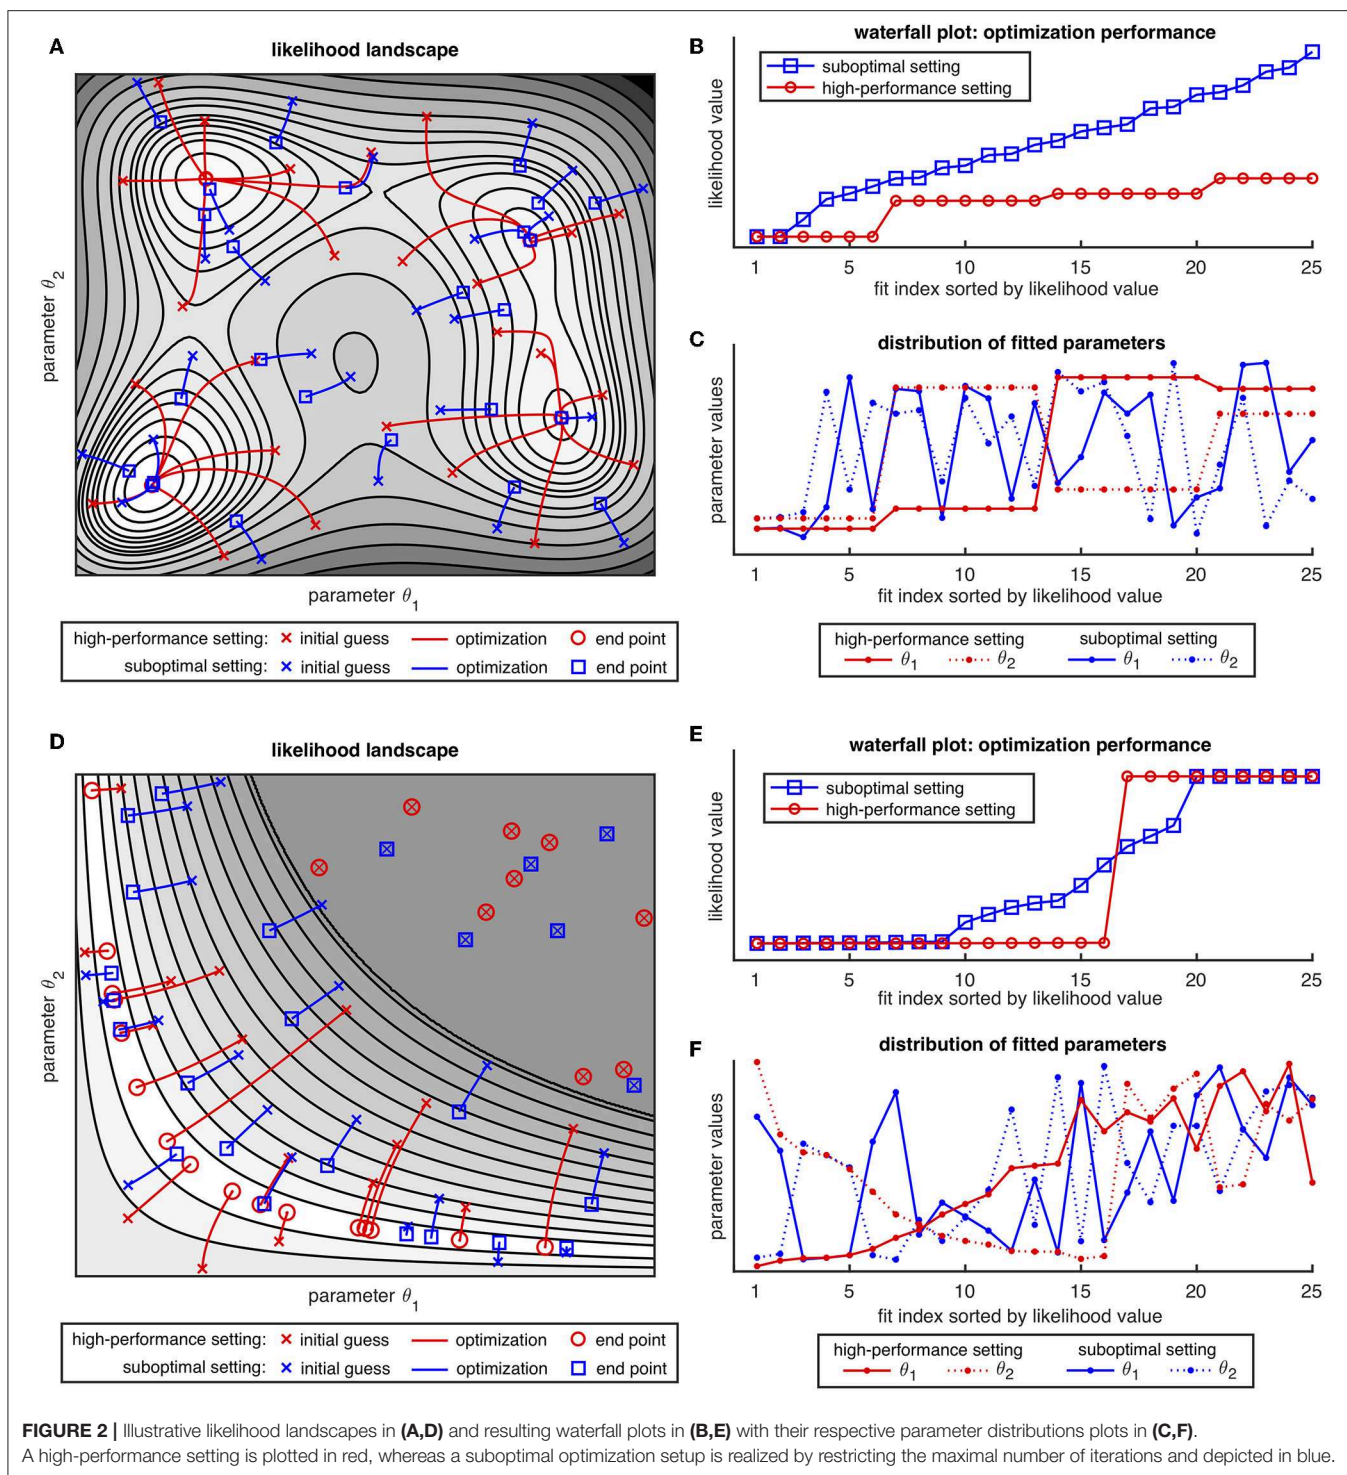 A
likelihood landscape
parameter θ2
parameter θ1
high-performance setting: initial guess optimization end point
suboptimal setting: initial guess optimization end point
B
waterfall plot: optimization performance
suboptimal setting
high-performance setting
likelihood value
1 5 10 15 20 25
fit index sorted by likelihood value
C
distribution of fitted parameters
parameter values
1 5 10 15 20 25
fit index sorted by likelihood value
high-performance setting suboptimal setting
θ1 θ2 θ1 θ2
D
likelihood landscape
parameter θ2
parameter θ1
high-performance setting: initial guess optimization end point
suboptimal setting: initial guess optimization end point
E
waterfall plot: optimization performance
suboptimal setting
high-performance setting
likelihood value
1 5 10 15 20 25
fit index sorted by likelihood value
F
distribution of fitted parameters
parameter values
1 5 10 15 20 25
fit index sorted by likelihood value
high-performance setting suboptimal setting
θ1 θ2 θ1 θ2
FIGURE 2 | Illustrative likelihood landscapes in (A,D) and resulting waterfall plots in (B,E) with their respective parameter distributions plots in (C,F).
A high-performance setting is plotted in red, whereas a suboptimal optimization setup is realized by restricting the maximal number of iterations and depicted in blue.